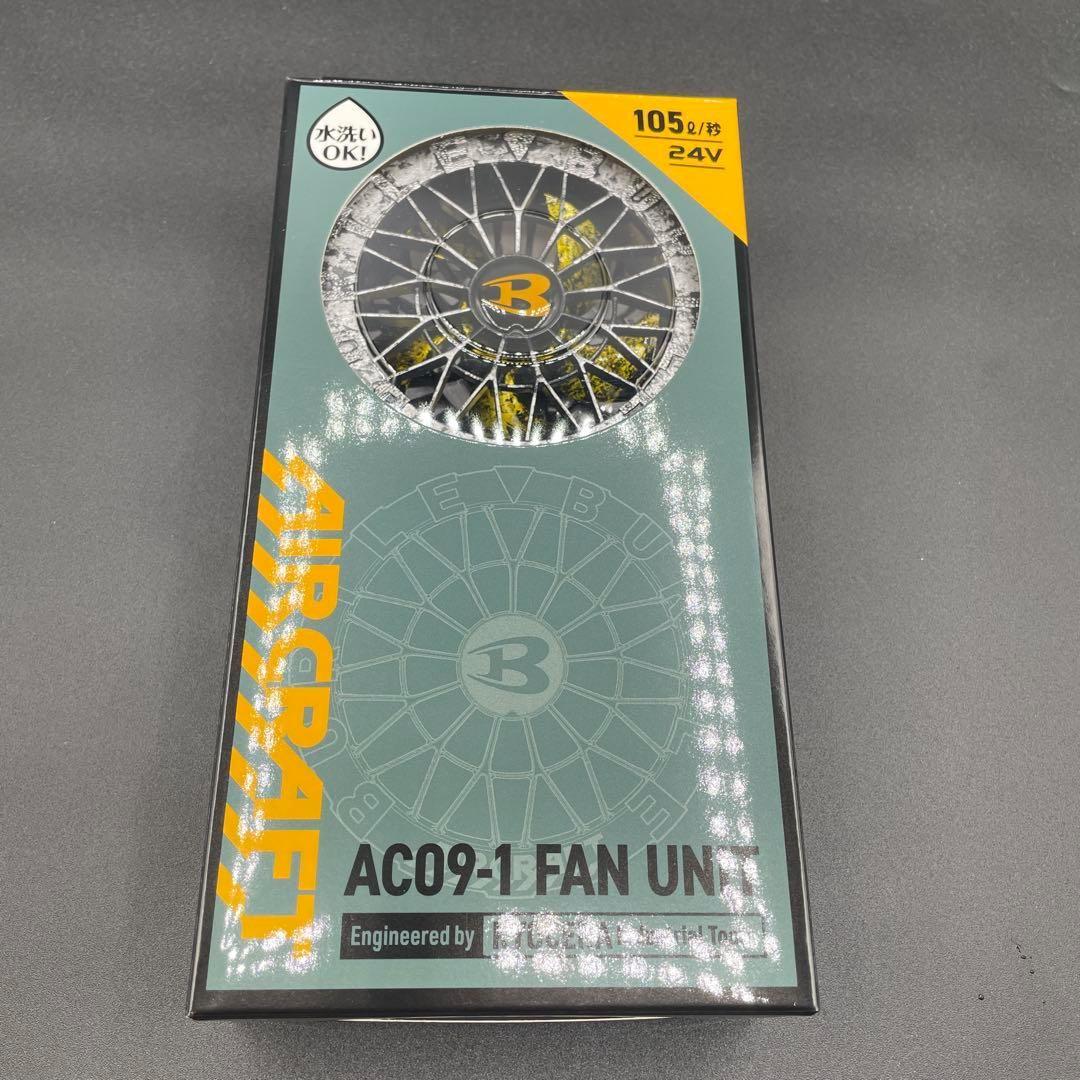 水洗い
OK!
105ℓ/秒
24V
B
AIRCRAFT
B
AC09-1 FAN UNIT
Engineered by